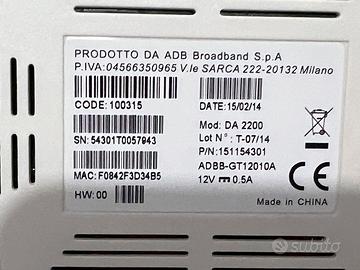 PRODOTTO DA ADB Broadband S.p.A
P.IVA:04566350965 V.le SARCA 222-20132 Milano
CODE: 100315
DATE:15/02/14
SN: 54301T0057943
Mod: DA 2200
Lot N° : T-07/14
P/N:151154301
MAC: F0842F3D34B5
ADBB-GT12010A
12V ⎓ 0.5A
HW: 00
Made in CHINA
subito